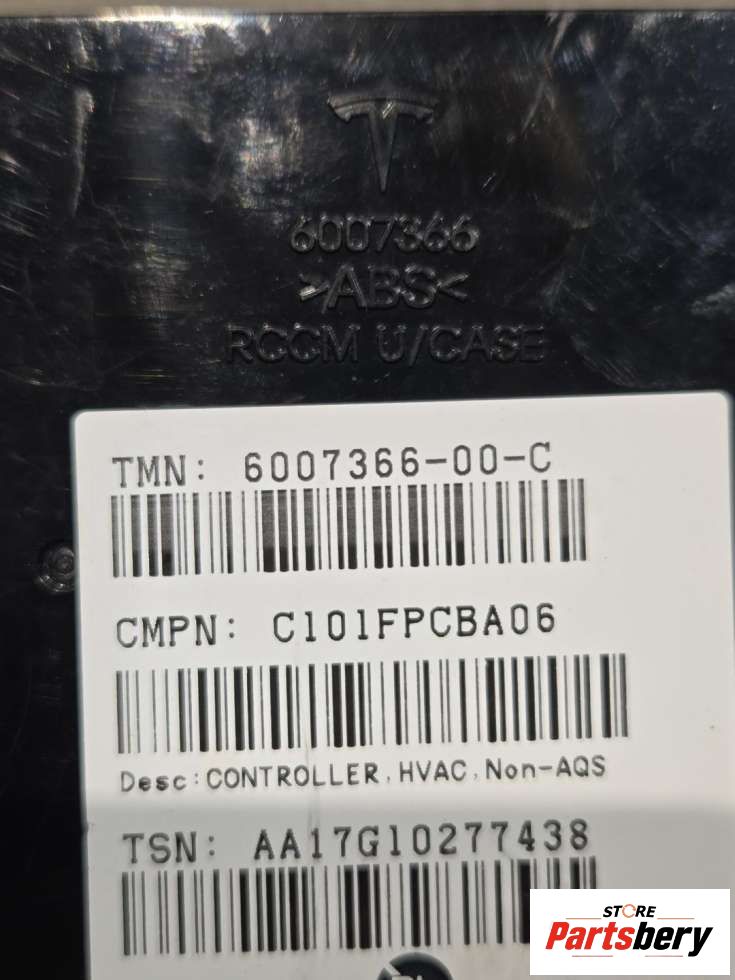 6007366
>ABS<
RCCM U/CASE
TMN: 6007366-00-C
CMPN: C101FPCBA06
Desc:CONTROLLER, HVAC, Non-AQS
TSN: AA17G10277438
STORE
Partsbery